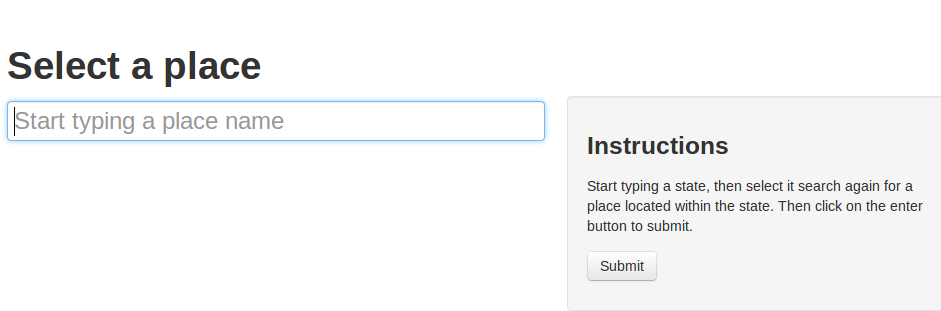 Select a place
Start typing a place name
Instructions
Start typing a state, then select it search again for a
place located within the state. Then click on the enter
button to submit.
Submit